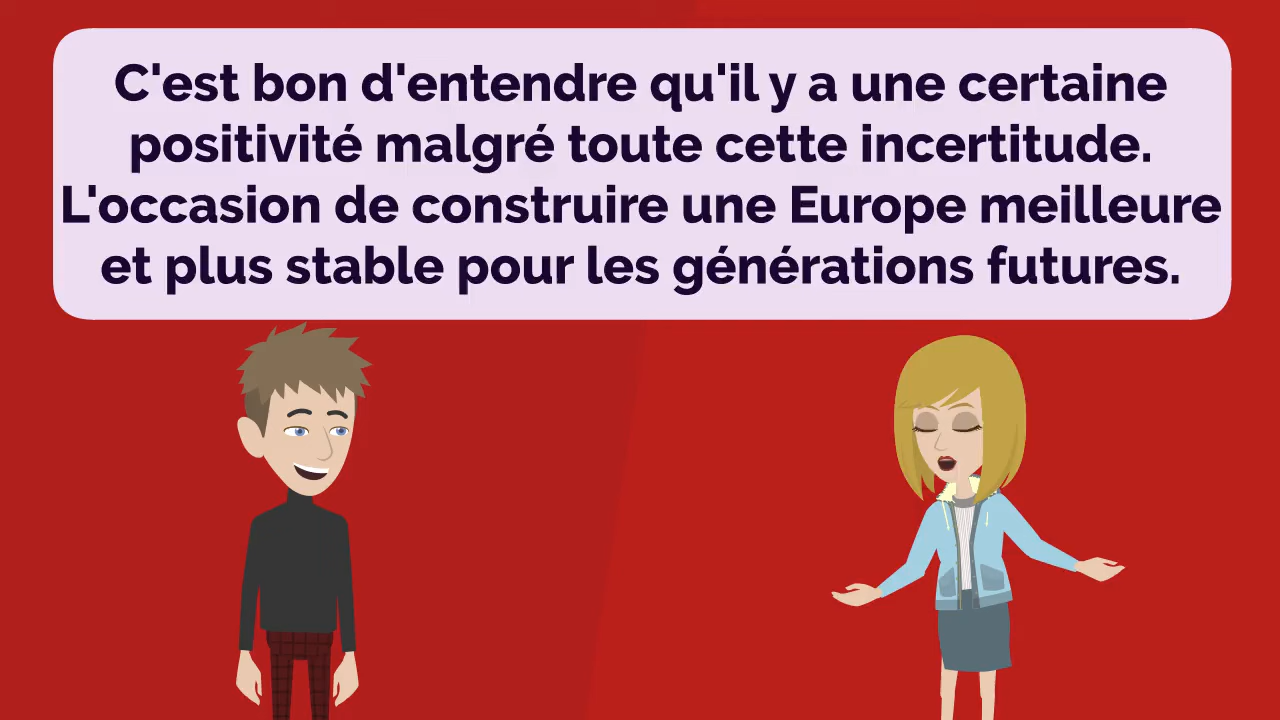 C'est bon d'entendre qu'il y a une certaine
positivité malgré toute cette incertitude.
L'occasion de construire une Europe meilleure
et plus stable pour les générations futures.